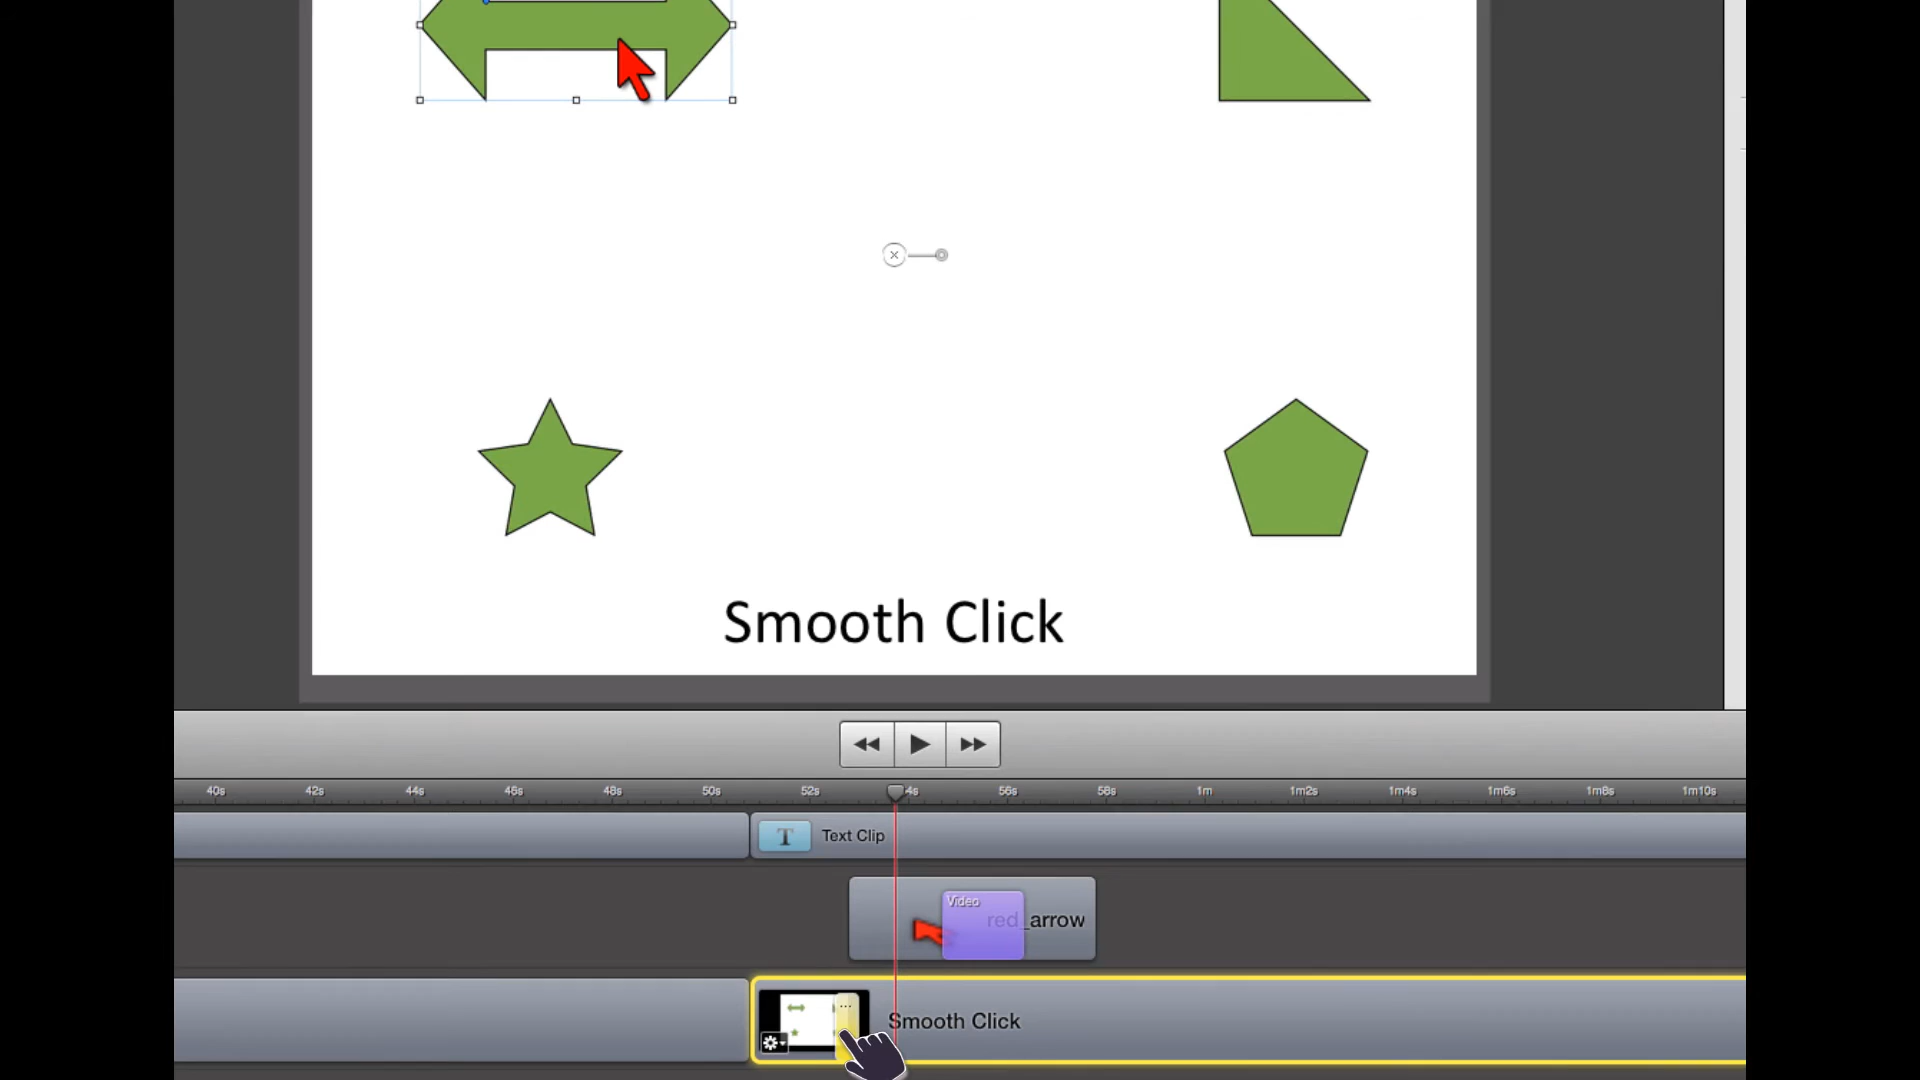 Smooth Click
40s 42s 44s 46s 48s 50s 52s 4s 56s 58s 1m 1m2s 1m4s 1m6s 1m8s 1m10s
T Text Clip
Video
red_arrow
Smooth Click